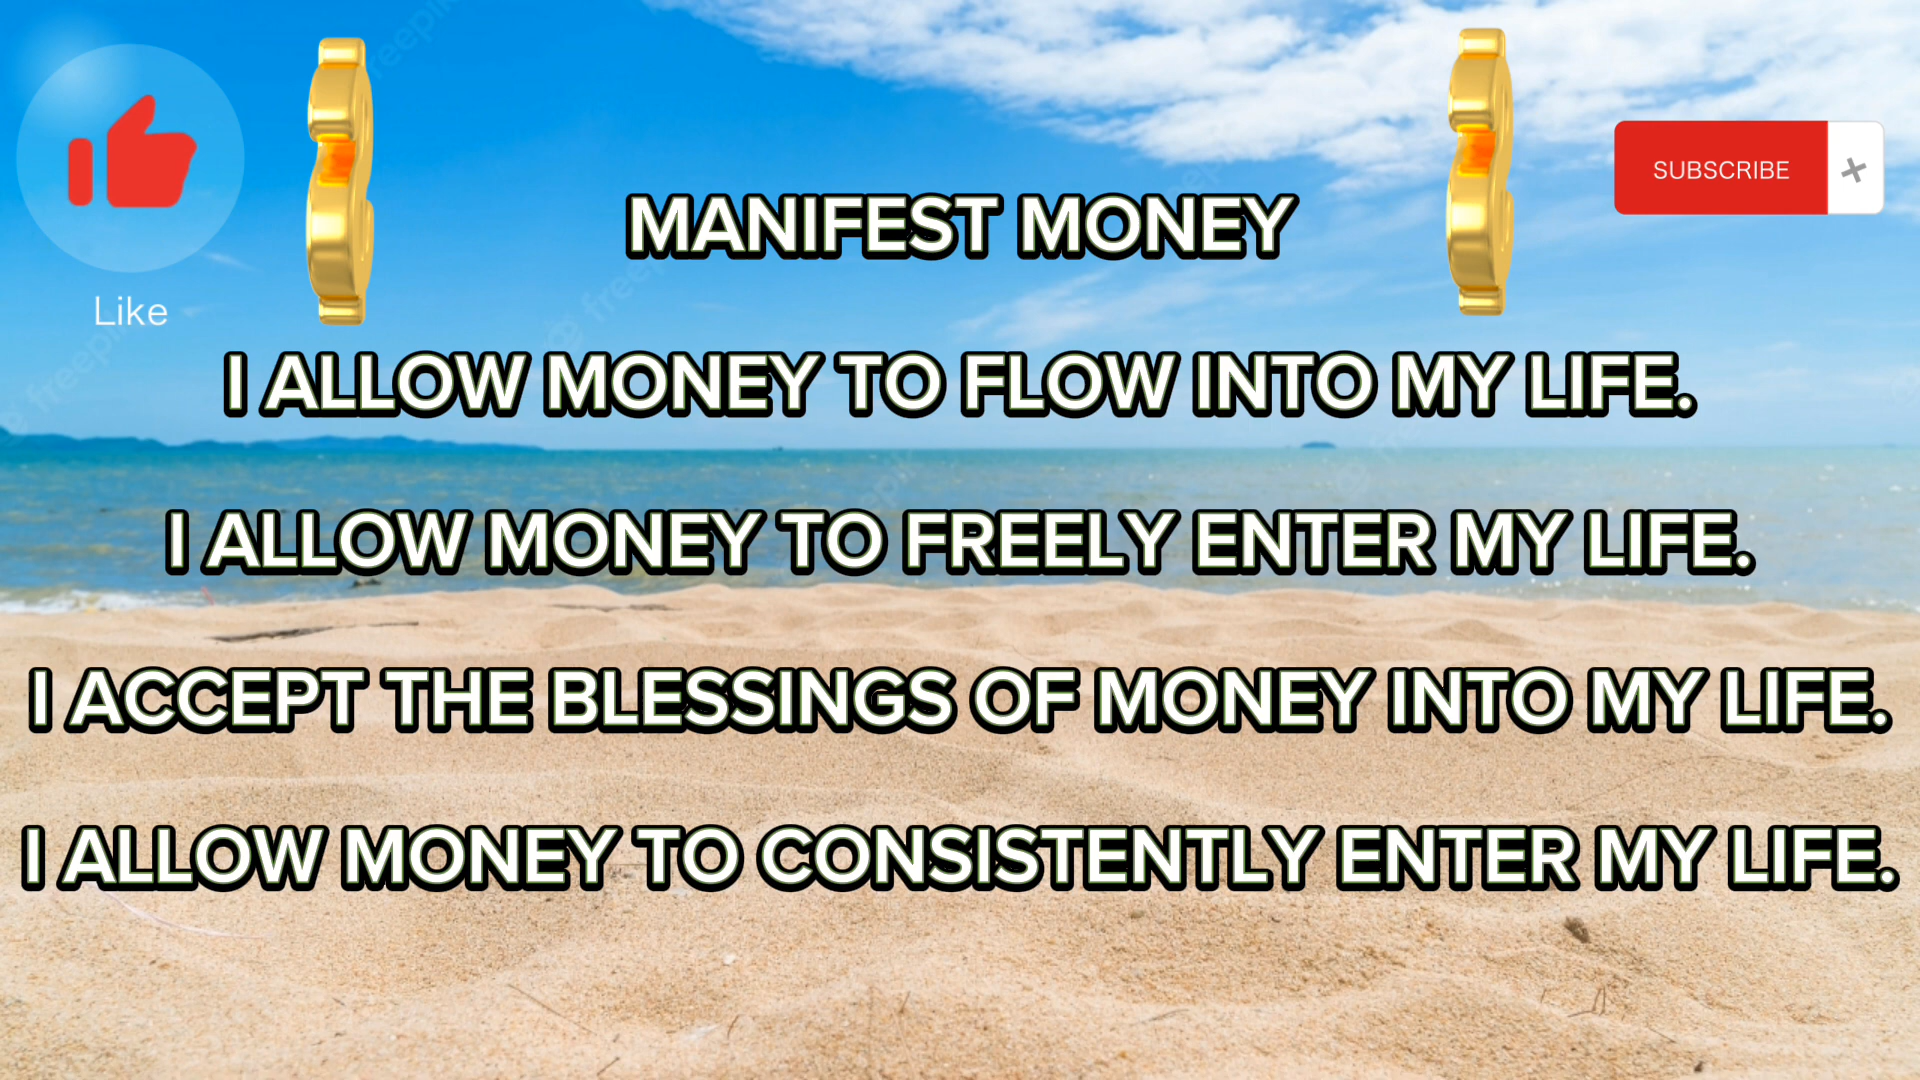 MANIFEST MONEY
SUBSCRIBE
Like
I ALLOW MONEY TO FLOW INTO MY LIFE.
I ALLOW MONEY TO FREELY ENTER MY LIFE.
I ACCEPT THE BLESSINGS OF MONEY INTO MY LIFE.
I ALLOW MONEY TO CONSISTENTLY ENTER MY LIFE.